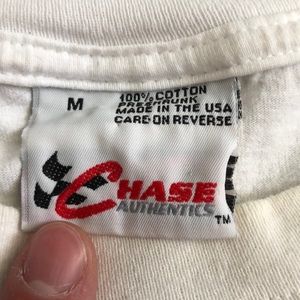 M
100% COTTON
PRESHRUNK
MADE IN THE USA
CARE ON REVERSE
CHASE
AUTHENTICS
TM